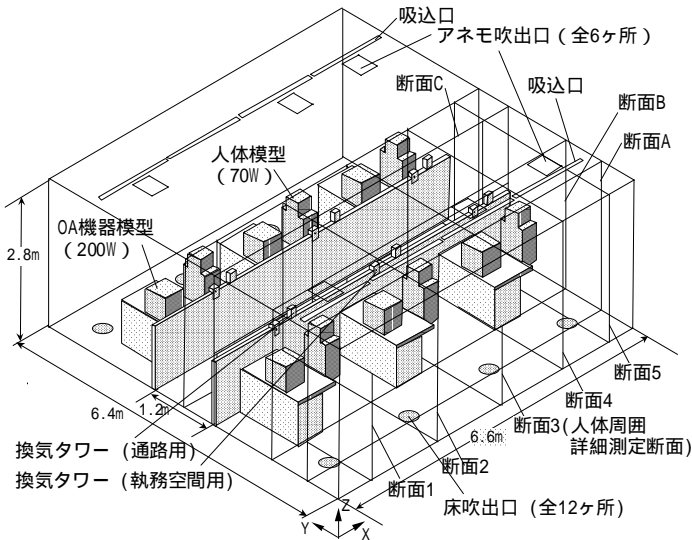 吸込口
アネモ吹出口(全6ヶ所)
断面C
吸込口
断面B
断面A
人体模型
(70W)
OA機器模型
(200W)
2.8m
6.4m
1.2m
換気タワー(通路用)
換気タワー(執務空間用)
断面1
断面2
断面3(人体周囲
詳細測定断面)
断面4
断面5
6.6m
床吹出口(全12ヶ所)
Z
Y
X